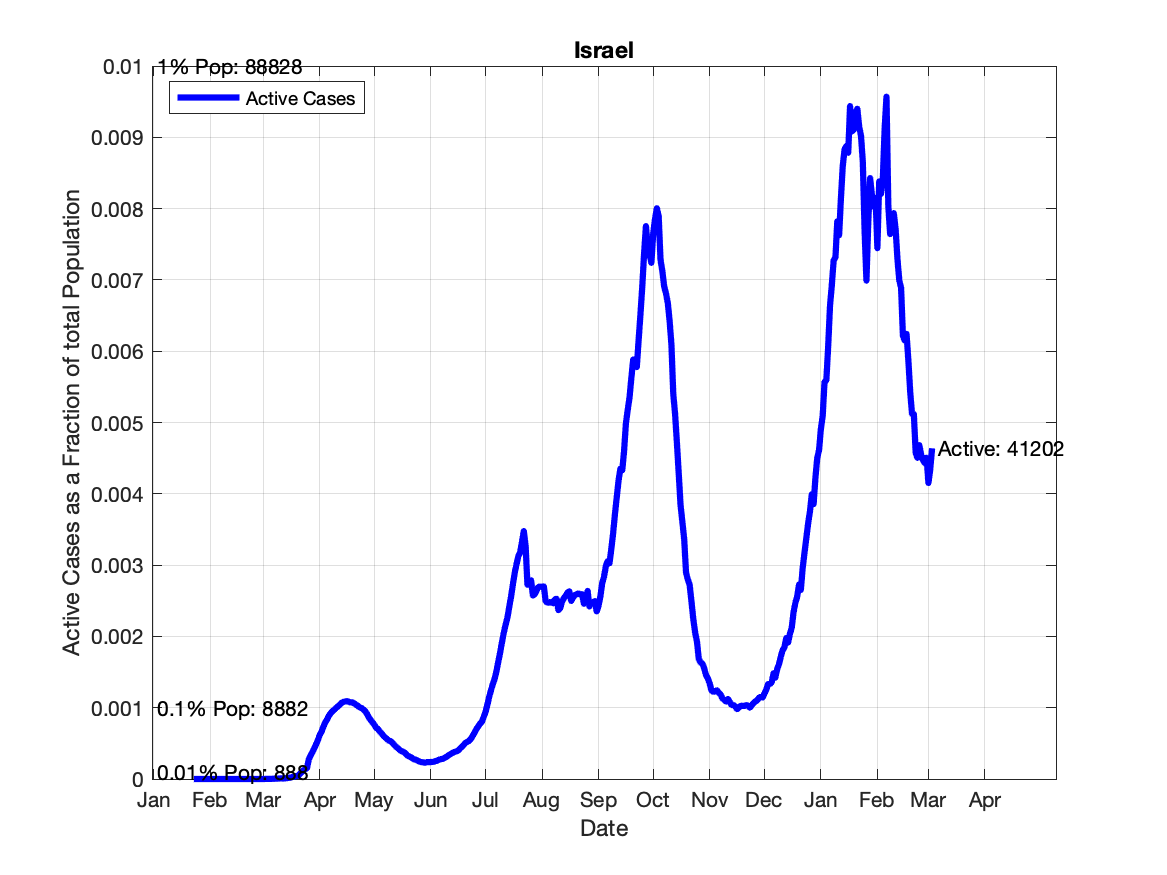 Israel
0.01
1% Pop: 88828
Active Cases
0.009
0.008
0.007
0.006
0.005
Active: 41202
0.004
0.003
0.002
0.001
0.1% Pop: 8882
0
0.01% Pop: 888
Active Cases as a Fraction of total Population
Jan Feb Mar Apr May Jun Jul Aug Sep Oct Nov Dec Jan Feb Mar Apr
Date